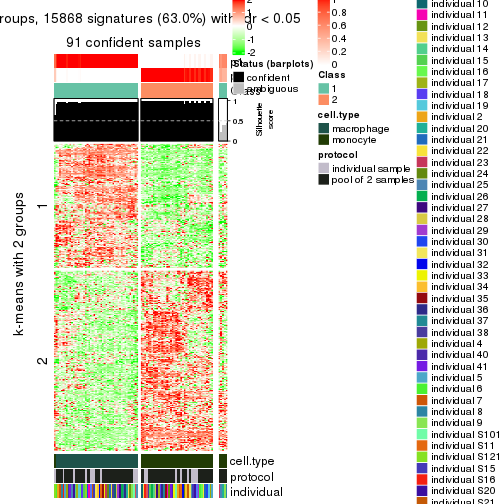 roups, 15868 signatures (63.0%) with fdr < 0.05
91 confident samples
1
2
k-means with 2 groups
cell.type
protocol
individual
2
1
0
-1
-2
Status (barplots)
confident
ambiguous
1
0.5
0
Silhouette
score
0.8
0.6
0.4
0.2
0
Class
1
2
cell.type
macrophage
monocyte
protocol
individual sample
pool of 2 samples
individual 10
individual 11
individual 12
individual 13
individual 14
individual 15
individual 16
individual 17
individual 18
individual 19
individual 2
individual 20
individual 21
individual 22
individual 23
individual 24
individual 25
individual 26
individual 27
individual 28
individual 29
individual 30
individual 31
individual 32
individual 33
individual 34
individual 35
individual 36
individual 37
individual 38
individual 4
individual 40
individual 41
individual 5
individual 6
individual 7
individual 8
individual 9
individual S101
individual S11
individual S121
individual S15
individual S16
individual S20
individual S21